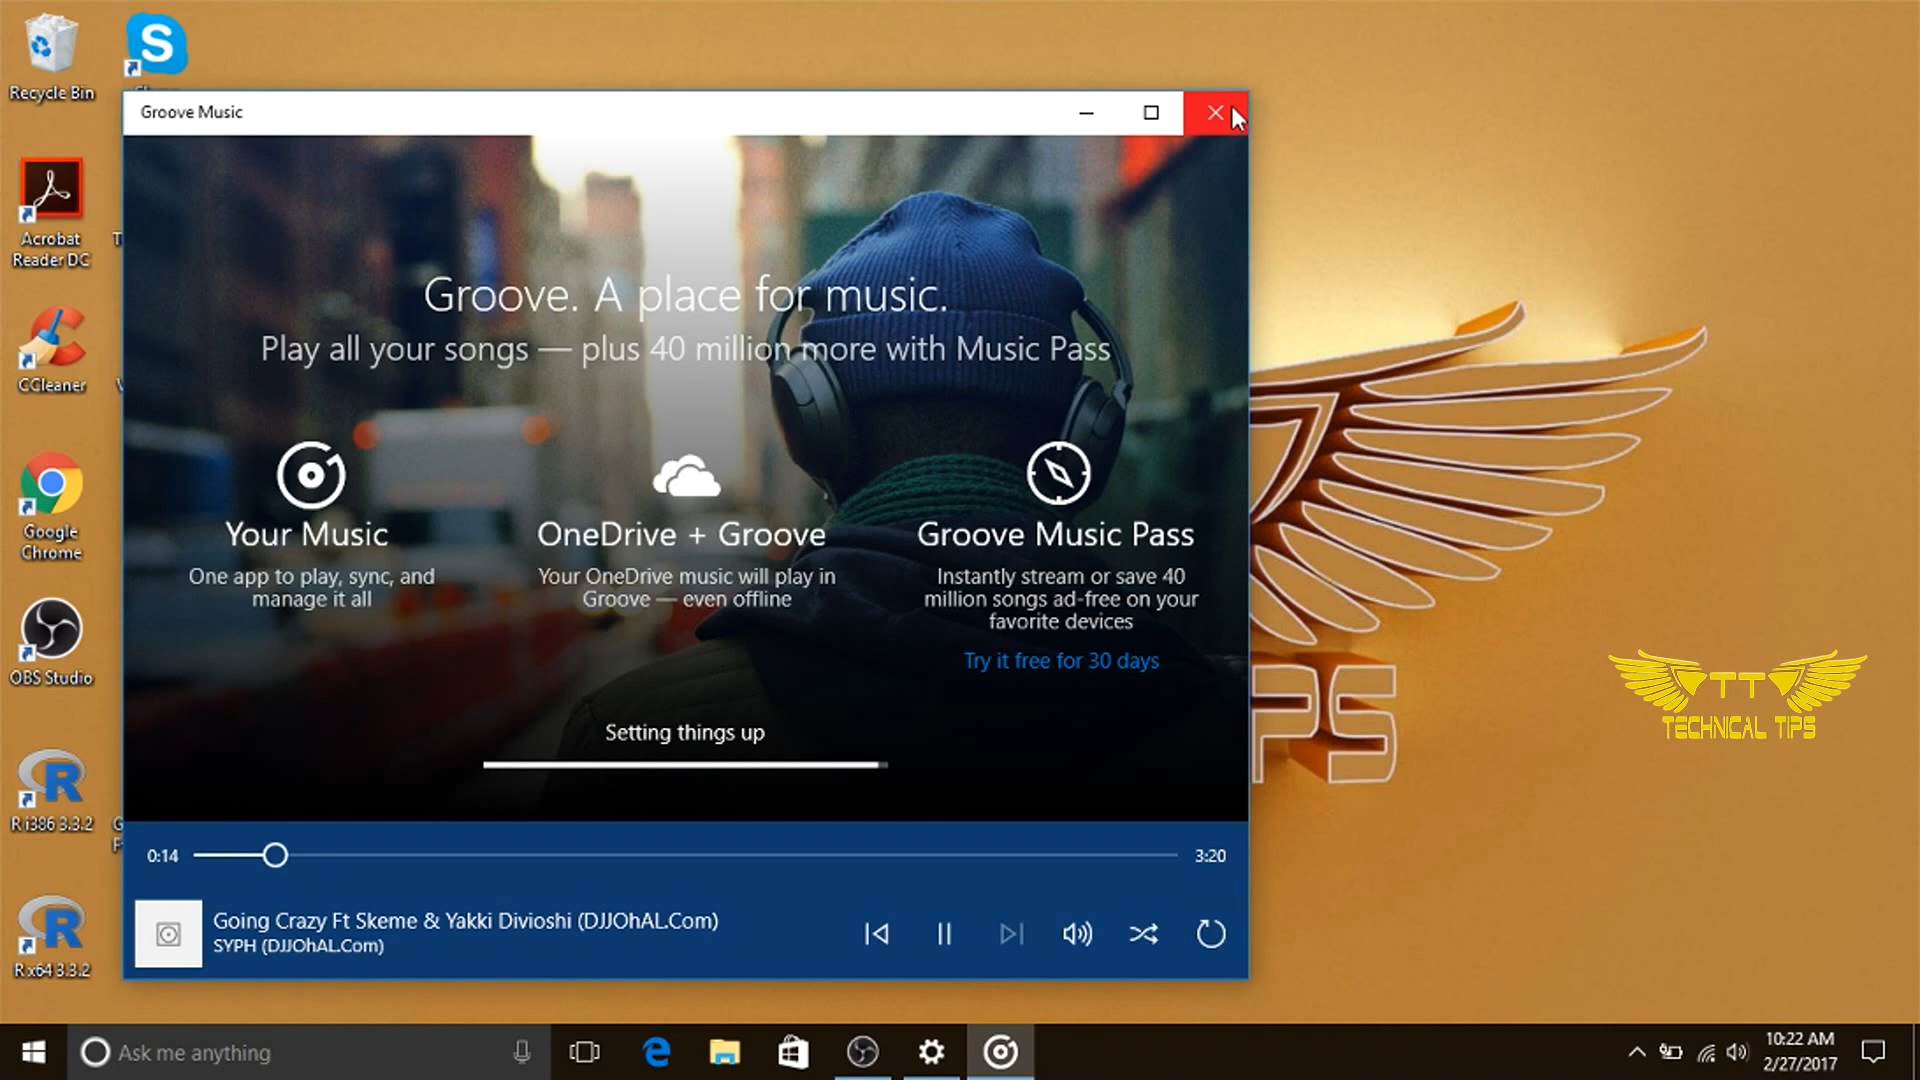 Recycle Bin
Acrobat
Reader DC
CCleaner
Google
Chrome
OBS Studio
R i386 3.3.2
R x64 3.3.2
Groove Music
Groove. A place for music.
Play all your songs — plus 40 million more with Music Pass
Your Music
One app to play, sync, and
manage it all
OneDrive + Groove
Your OneDrive music will play in
Groove — even offline
Groove Music Pass
Instantly stream or save 40
million songs ad-free on your
favorite devices
Try it free for 30 days
Setting things up
0:14
3:20
Going Crazy Ft Skeme & Yakki Divioshi (DJJOhAL.Com)
SYPH (DJJOhAL.Com)
PS
TT
TECHNICAL TIPS
Ask me anything
10:22 AM
2/27/2017